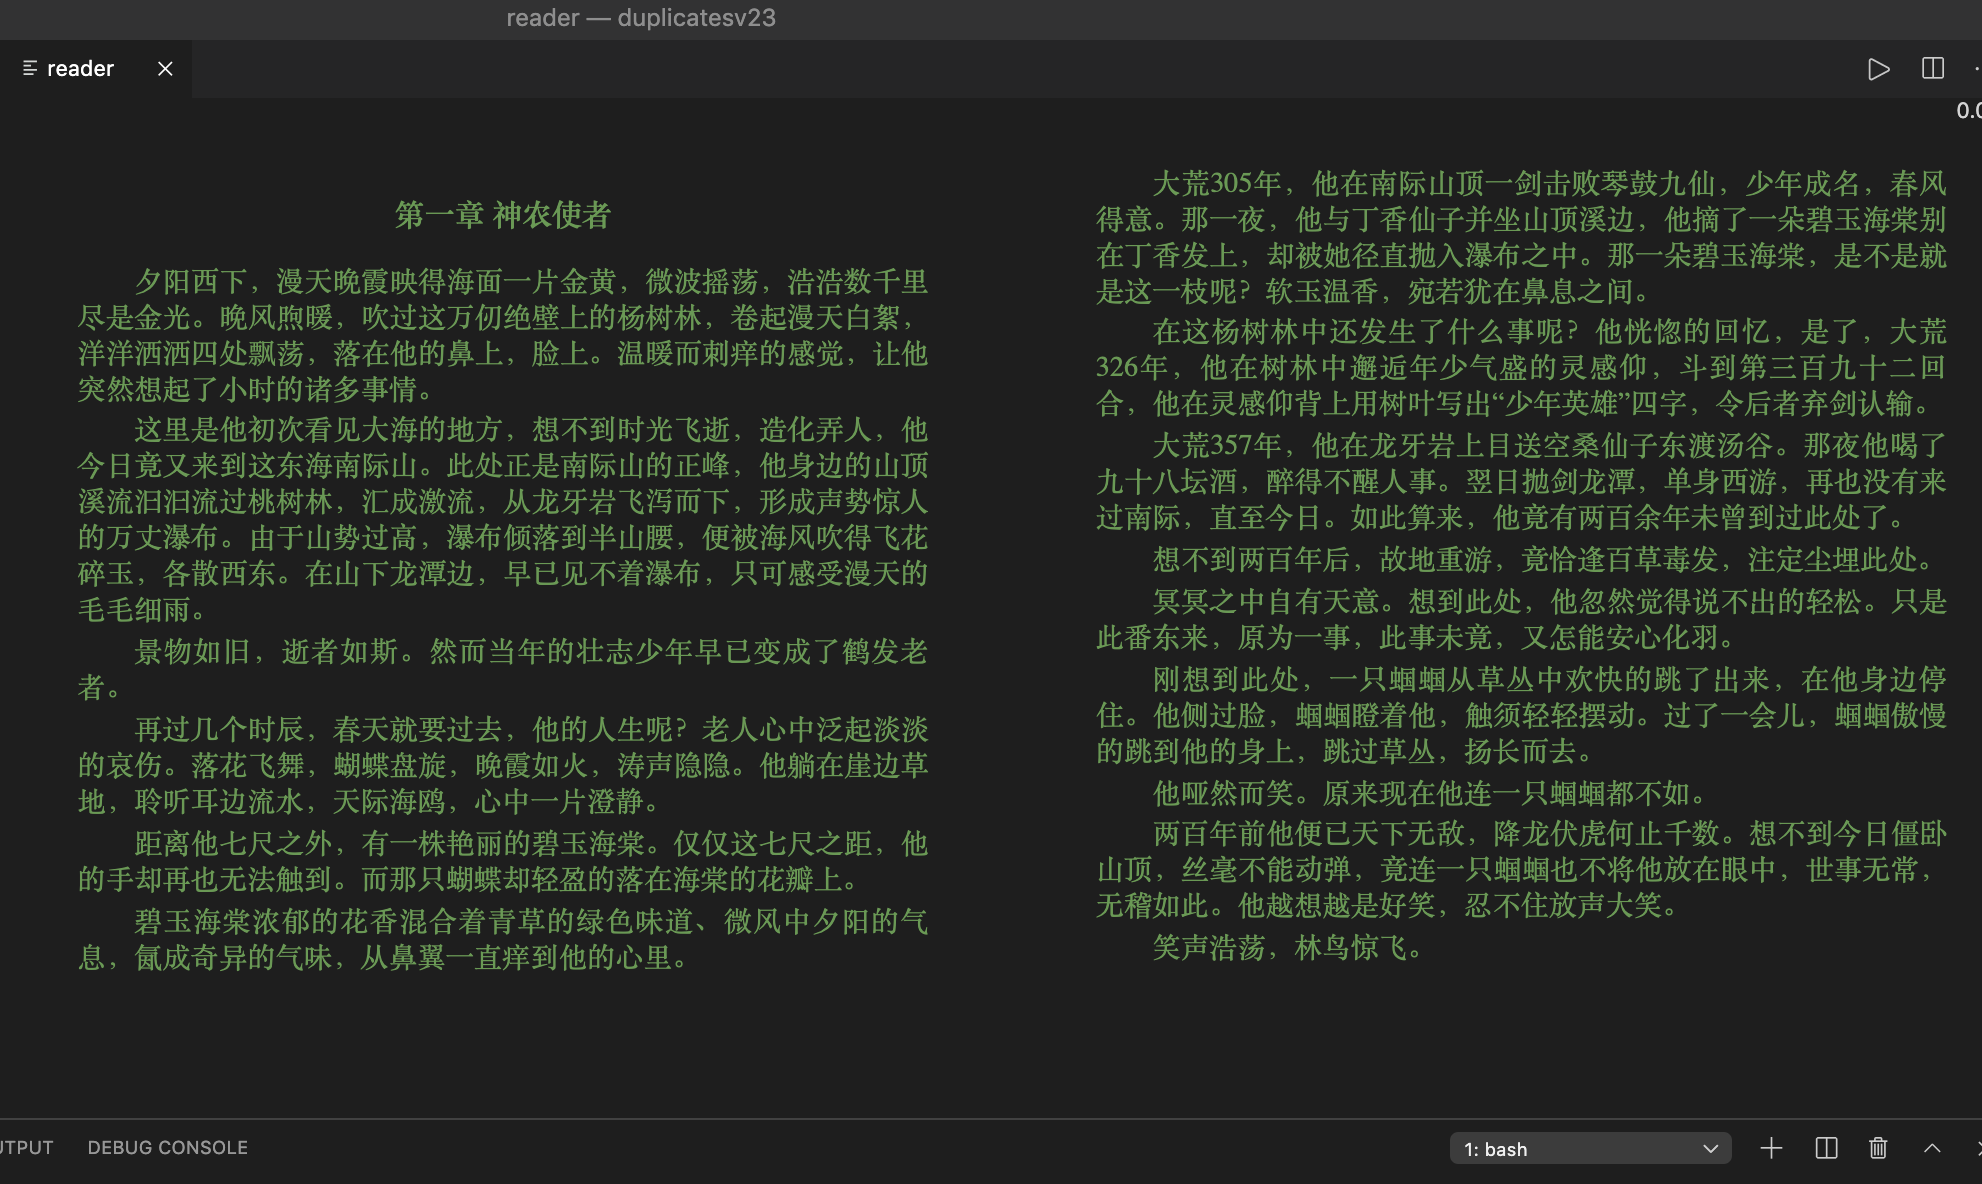 reader — duplicatesv23
reader
0.0
第一章 神农使者
夕阳西下，漫天晚霞映得海面一片金黄，微波摇荡，浩浩数千里
尽是金光。晚风煦暖，吹过这万仞绝壁上的杨树林，卷起漫天白絮，
洋洋洒洒四处飘荡，落在他的鼻上，脸上。温暖而刺痒的感觉，让他
突然想起了小时的诸多事情。
这里是他初次看见大海的地方，想不到时光飞逝，造化弄人，他
今日竟又来到这东海南际山。此处正是南际山的正峰，他身边的山顶
溪流汩汩流过桃树林，汇成激流，从龙牙岩飞泻而下，形成声势惊人
的万丈瀑布。由于山势过高，瀑布倾落到半山腰，便被海风吹得飞花
碎玉，各散西东。在山下龙潭边，早已见不着瀑布，只可感受漫天的
毛毛细雨。
景物如旧，逝者如斯。然而当年的壮志少年早已变成了鹤发老
者。
再过几个时辰，春天就要过去，他的人生呢？老人心中泛起淡淡
的哀伤。落花飞舞，蝴蝶盘旋，晚霞如火，涛声隐隐。他躺在崖边草
地，聆听耳边流水，天际海鸥，心中一片澄静。
距离他七尺之外，有一株艳丽的碧玉海棠。仅仅这七尺之距，他
的手却再也无法触到。而那只蝴蝶却轻盈的落在海棠的花瓣上。
碧玉海棠浓郁的花香混合着青草的绿色味道、微风中夕阳的气
息，氤成奇异的气味，从鼻翼一直痒到他的心里。
大荒305年，他在南际山顶一剑击败琴鼓九仙，少年成名，春风
得意。那一夜，他与丁香仙子并坐山顶溪边，他摘了一朵碧玉海棠别
在丁香发上，却被她径直抛入瀑布之中。那一朵碧玉海棠，是不是就
是这一枝呢？软玉温香，宛若犹在鼻息之间。
在这杨树林中还发生了什么事呢？他恍惚的回忆，是了，大荒
326年，他在树林中邂逅年少气盛的灵感仰，斗到第三百九十二回
合，他在灵感仰背上用树叶写出“少年英雄”四字，令后者弃剑认输。
大荒357年，他在龙牙岩上目送空桑仙子东渡汤谷。那夜他喝了
九十八坛酒，醉得不醒人事。翌日抛剑龙潭，单身西游，再也没有来
过南际，直至今日。如此算来，他竟有两百余年未曾到过此处了。
想不到两百年后，故地重游，竟恰逢百草毒发，注定尘埋此处。
冥冥之中自有天意。想到此处，他忽然觉得说不出的轻松。只是
此番东来，原为一事，此事未竟，又怎能安心化羽。
刚想到此处，一只蝈蝈从草丛中欢快的跳了出来，在他身边停
住。他侧过脸，蝈蝈瞪着他，触须轻轻摆动。过了一会儿，蝈蝈傲慢
的跳到他的身上，跳过草丛，扬长而去。
他哑然而笑。原来现在他连一只蝈蝈都不如。
两百年前他便已天下无敌，降龙伏虎何止千数。想不到今日僵卧
山顶，丝毫不能动弹，竟连一只蝈蝈也不将他放在眼中，世事无常，
无稽如此。他越想越是好笑，忍不住放声大笑。
笑声浩荡，林鸟惊飞。
UTPUT
DEBUG CONSOLE
1: bash